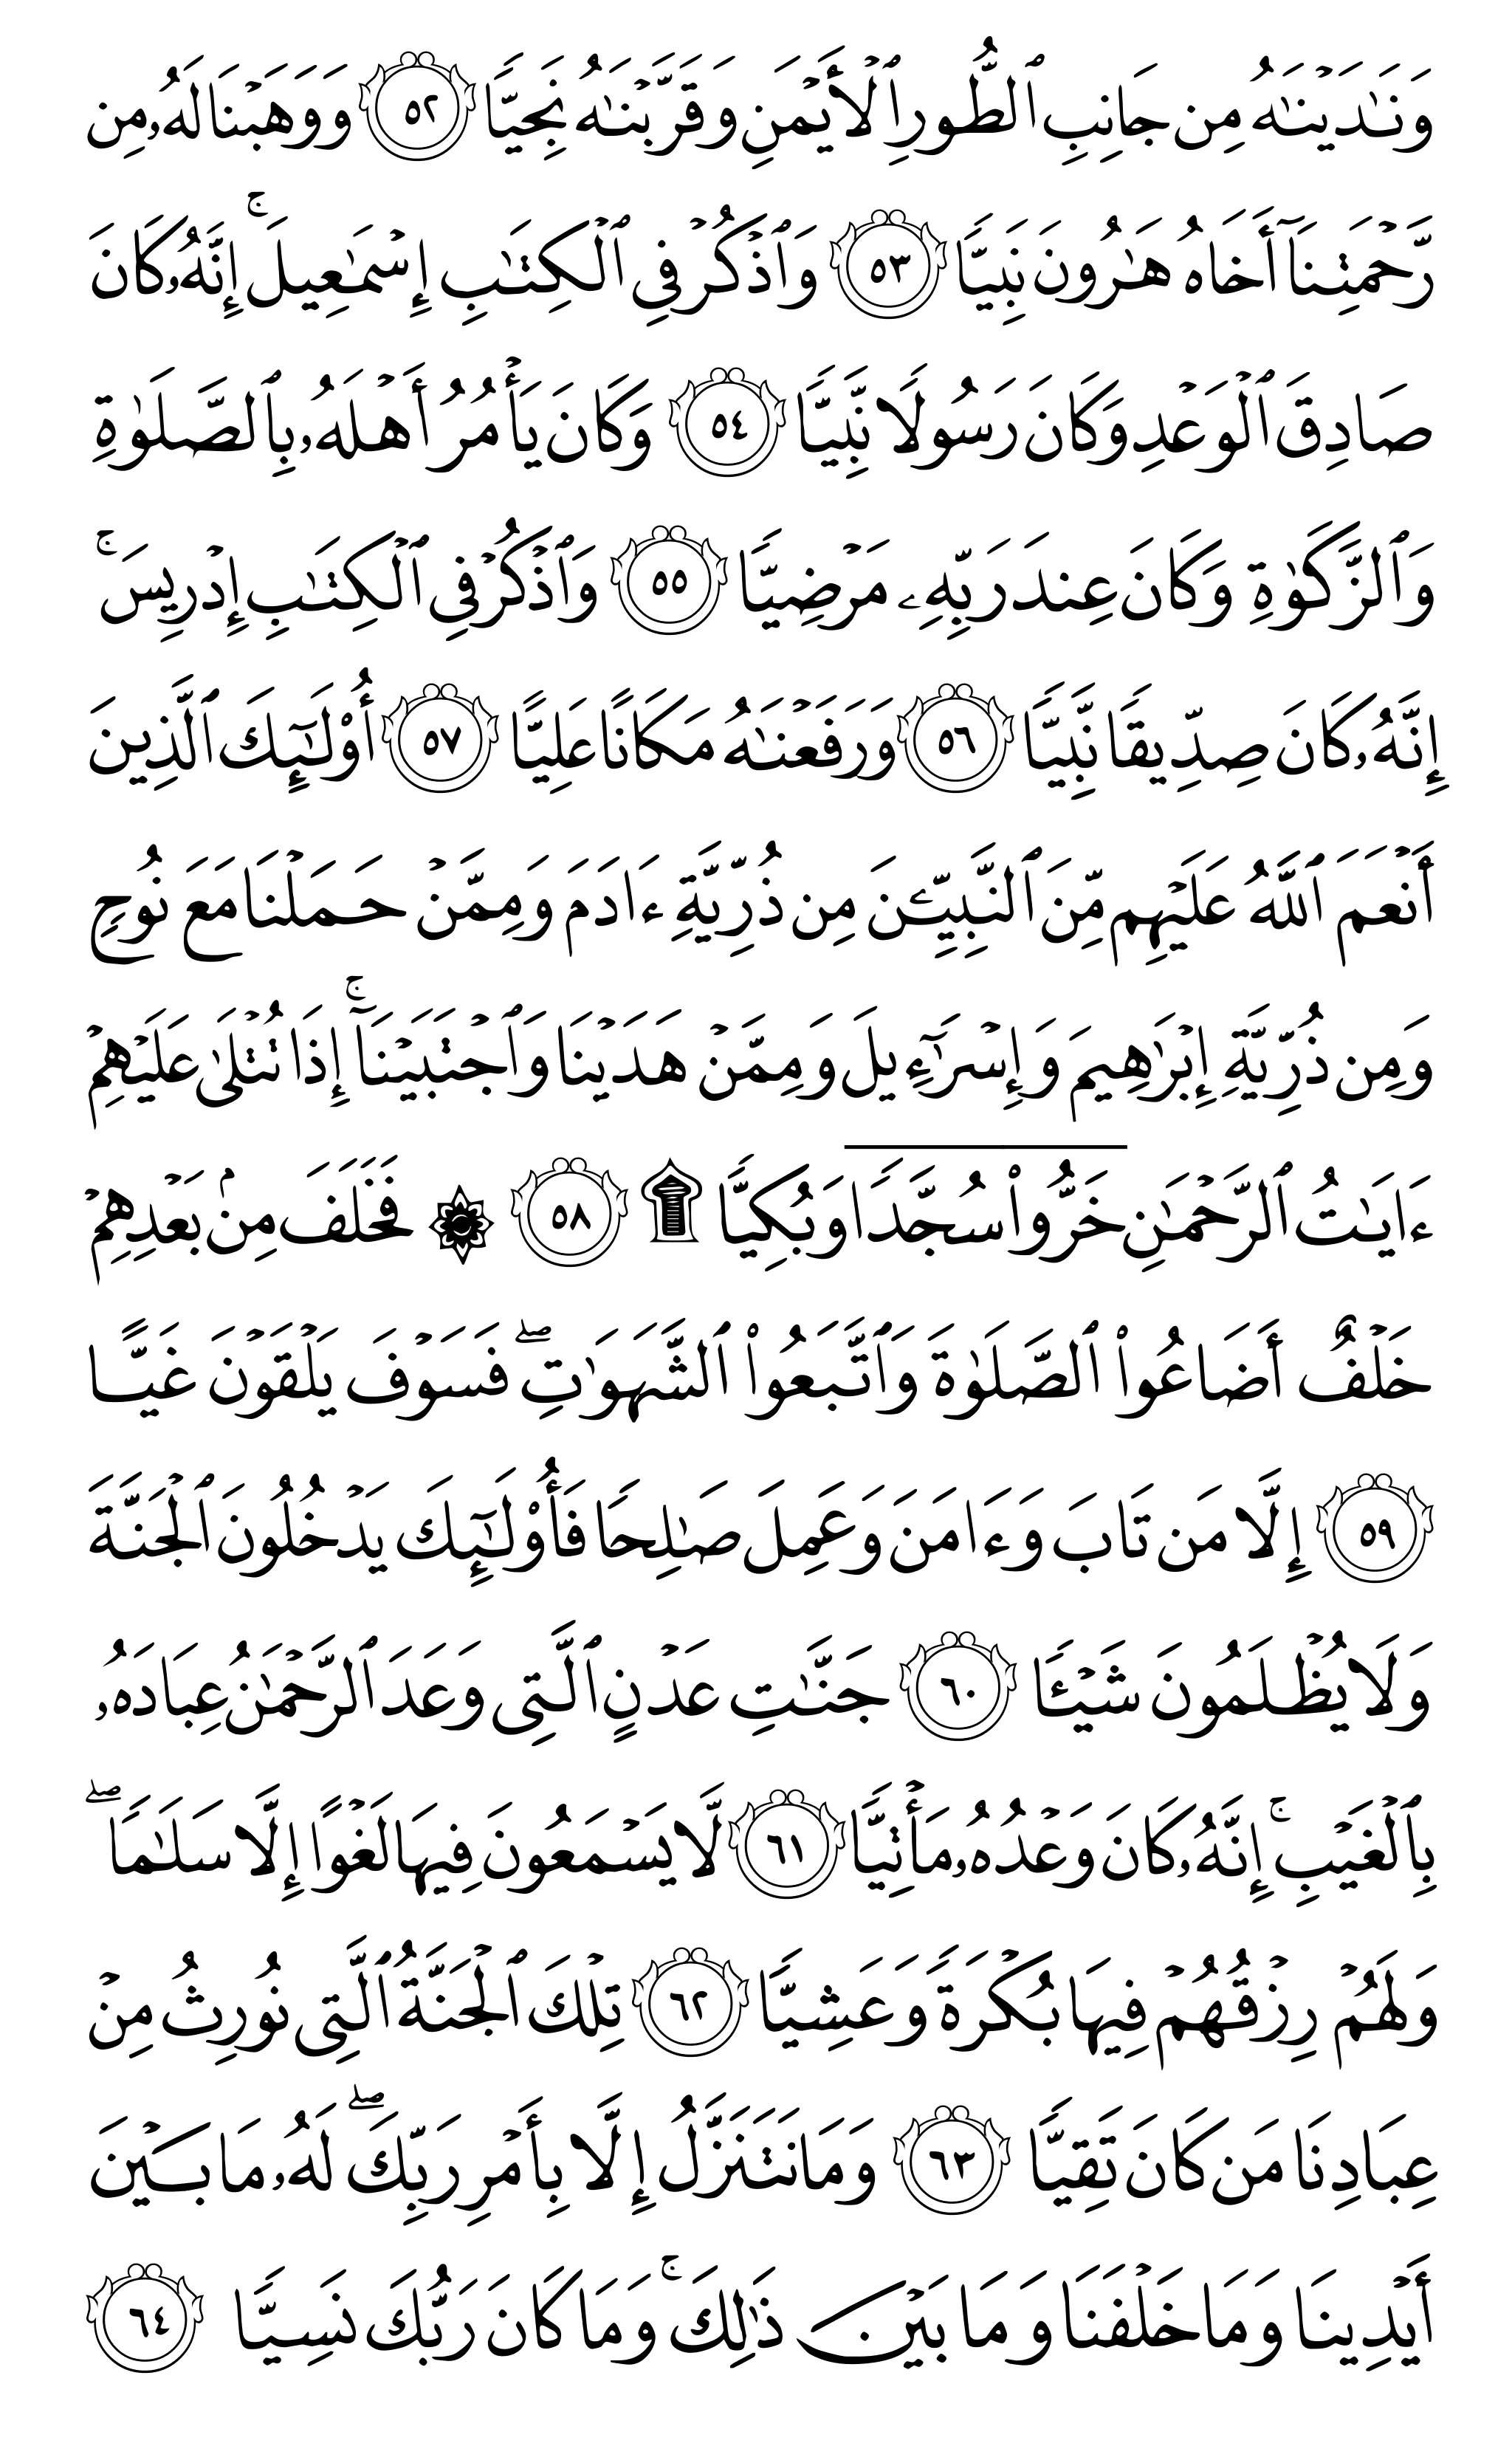 وَنَٰدَيۡنَٰهُ مِن جَانِبِ ٱلطُّورِ ٱلۡأَيۡمَنِ وَقَرَّبۡنَٰهُ نَجِيّٗا ٥٢ وَوَهَبۡنَا لَهُۥ مِن
رَّحۡمَتِنَآ أَخَاهُ هَٰرُونَ نَبِيّٗا ٥٣ وَٱذۡكُرۡ فِي ٱلۡكِتَٰبِ إِسۡمَٰعِيلَۚ إِنَّهُۥ كَانَ
صَادِقَ ٱلۡوَعۡدِ وَكَانَ رَسُولٗا نَّبِيّٗا ٥٤ وَكَانَ يَأۡمُرُ أَهۡلَهُۥ بِٱلصَّلَوٰةِ
وَٱلزَّكَوٰةِ وَكَانَ عِندَ رَبِّهِۦ مَرۡضِيّٗا ٥٥ وَٱذۡكُرۡ فِي ٱلۡكِتَٰبِ إِدۡرِيسَۚ
إِنَّهُۥ كَانَ صِدِّيقٗا نَّبِيّٗا ٥٦ وَرَفَعۡنَٰهُ مَكَانًا عَلِيًّا ٥٧ أُوْلَٰٓئِكَ ٱلَّذِينَ
أَنۡعَمَ ٱللَّهُ عَلَيۡهِم مِّنَ ٱلنَّبِيِّـۧنَ مِن ذُرِّيَّةِ ءَادَمَ وَمِمَّنۡ حَمَلۡنَا مَعَ نُوحٖ
وَمِن ذُرِّيَّةِ إِبۡرَٰهِيمَ وَإِسۡرَٰٓءِيلَ وَمِمَّنۡ هَدَيۡنَا وَٱجۡتَبَيۡنَآۚ إِذَا تُتۡلَىٰ عَلَيۡهِمۡ
ءَايَٰتُ ٱلرَّحۡمَٰنِ خَرُّواْ سُجَّدٗا وَبُكِيّٗا ۩ ٥٨ ۞ فَخَلَفَ مِنۢ بَعۡدِهِمۡ
خَلۡفٌ أَضَاعُواْ ٱلصَّلَوٰةَ وَٱتَّبَعُواْ ٱلشَّهَوَٰتِۖ فَسَوۡفَ يَلۡقَوۡنَ غَيًّا
٥٩ إِلَّا مَن تَابَ وَءَامَنَ وَعَمِلَ صَٰلِحٗا فَأُوْلَٰٓئِكَ يَدۡخُلُونَ ٱلۡجَنَّةَ
وَلَا يُظۡلَمُونَ شَيۡـٔٗا ٦٠ جَنَّٰتِ عَدۡنٍ ٱلَّتِي وَعَدَ ٱلرَّحۡمَٰنُ عِبَادَهُۥ
بِٱلۡغَيۡبِۚ إِنَّهُۥ كَانَ وَعۡدُهُۥ مَأۡتِيّٗا ٦١ لَّا يَسۡمَعُونَ فِيهَا لَغۡوًا إِلَّا سَلَٰمٗاۖ
وَلَهُمۡ رِزۡقُهُمۡ فِيهَا بُكۡرَةٗ وَعَشِيّٗا ٦٢ تِلۡكَ ٱلۡجَنَّةُ ٱلَّتِي نُورِثُ مِنۡ
عِبَادِنَا مَن كَانَ تَقِيّٗا ٦٣ وَمَا نَتَنَزَّلُ إِلَّا بِأَمۡرِ رَبِّكَۖ لَهُۥ مَا بَيۡنَ
أَيۡدِينَا وَمَا خَلۡفَنَا وَمَا بَيۡنَ ذَٰلِكَۚ وَمَا كَانَ رَبُّكَ نَسِيّٗا ٦٤